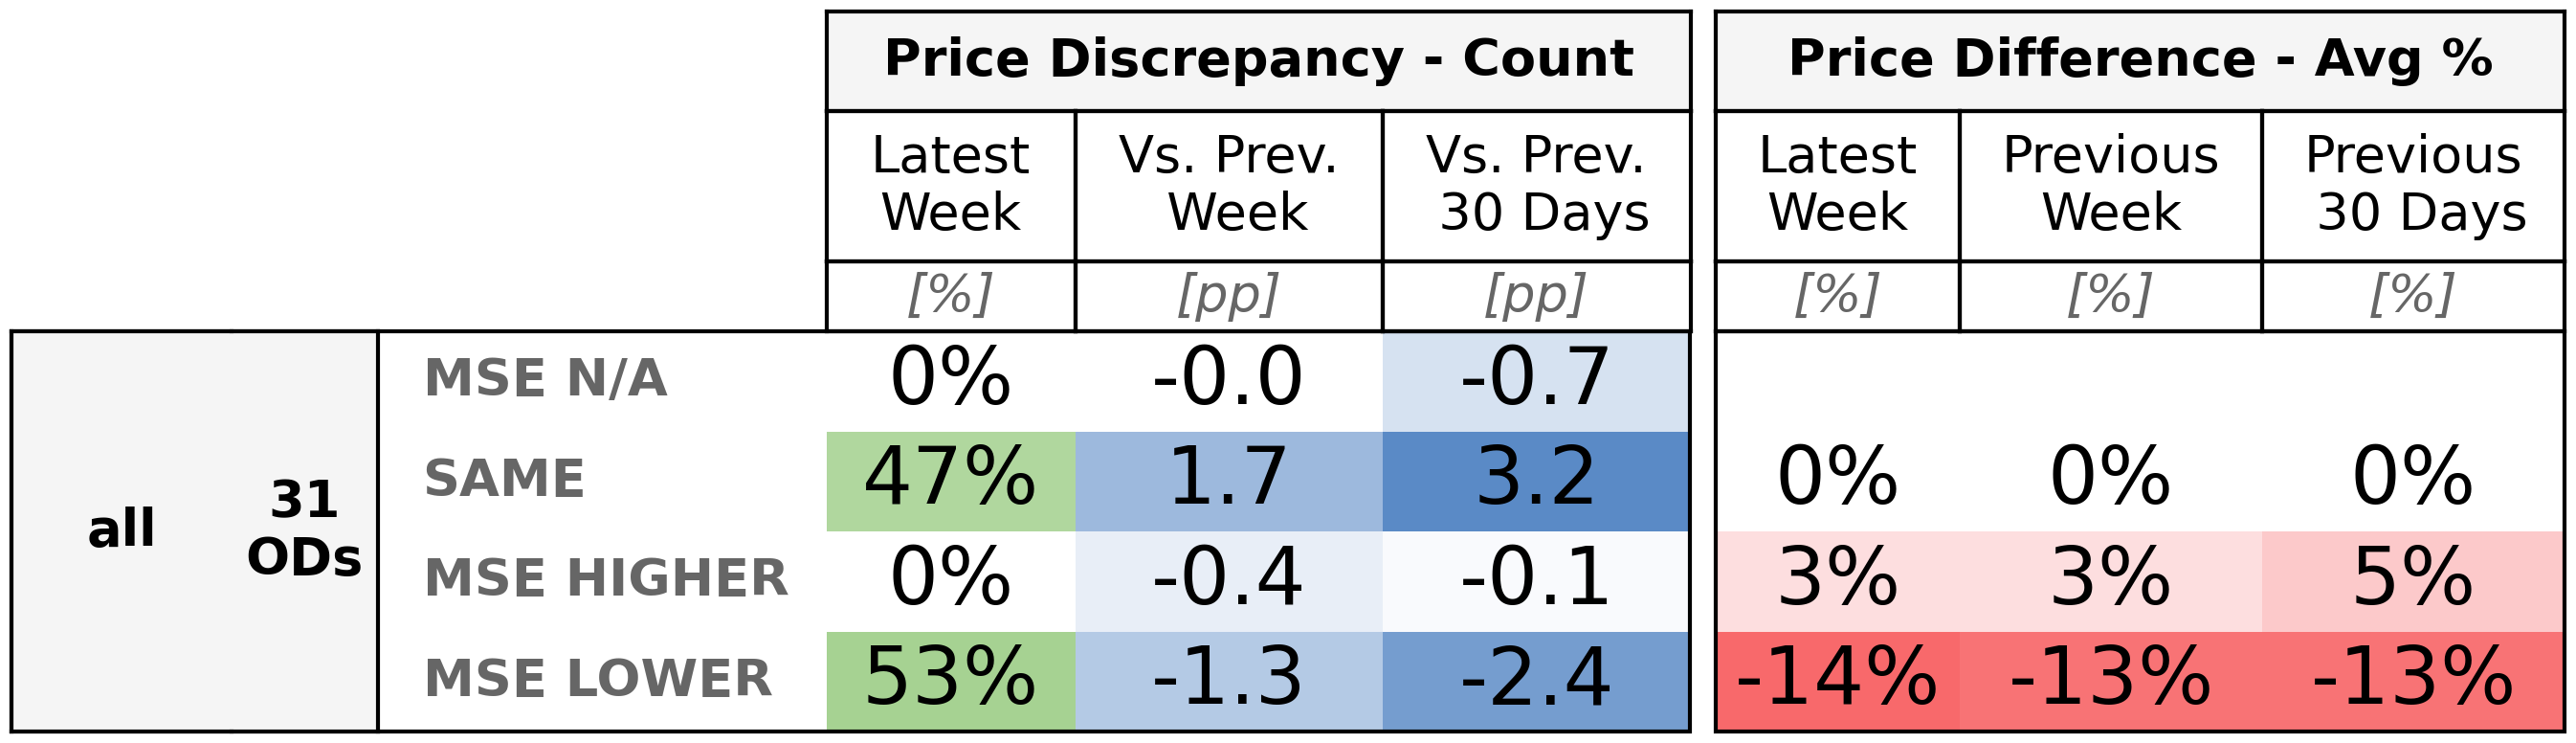 Price Discrepancy - Count Price Difference - Avg %
Latest Week Vs. Prev. Week Vs. Prev. 30 Days Latest Week Previous Week Previous 30 Days
[%] [pp] [pp] [%] [%] [%]
all 31 ODs
MSE N/A 0% -0.0 -0.7
SAME 47% 1.7 3.2 0% 0% 0%
MSE HIGHER 0% -0.4 -0.1 3% 3% 5%
MSE LOWER 53% -1.3 -2.4 -14% -13% -13%